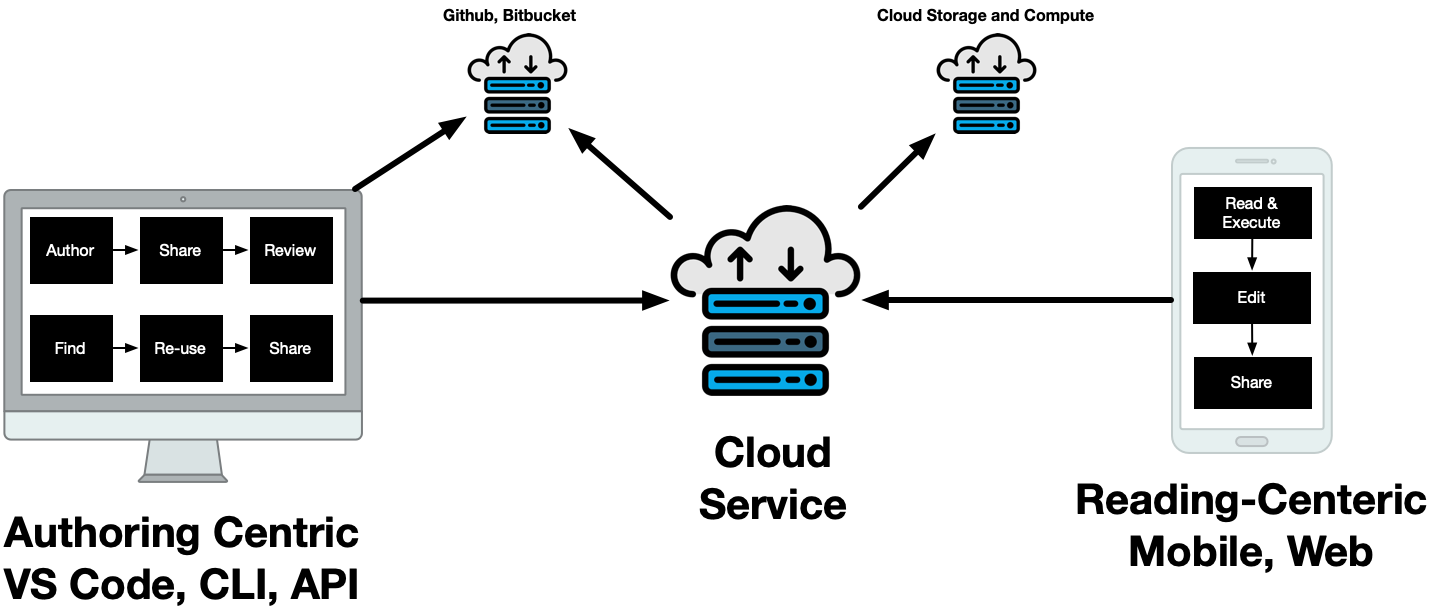 Github, Bitbucket
Cloud Storage and Compute
Author
Share
Review
Find
Re-use
Share
Authoring Centric
VS Code, CLI, API
Cloud
Service
Read &
Execute
Edit
Share
Reading-Centeric
Mobile, Web